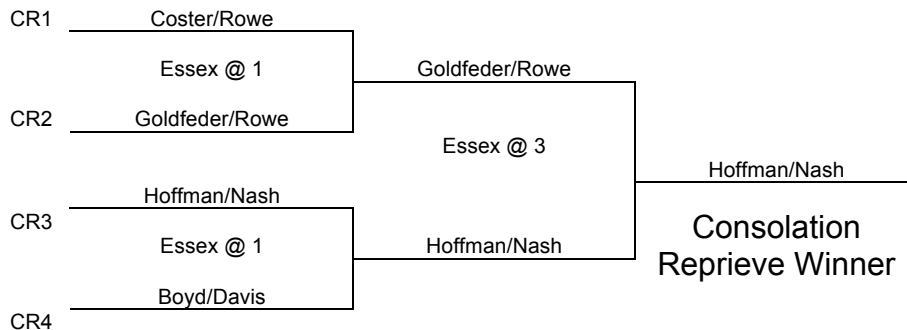 CR1
Coster/Rowe
Essex @ 1
Goldfeder/Rowe
CR2
Goldfeder/Rowe
Essex @ 3
Hoffman/Nash
Hoffman/Nash
CR3
Essex @ 1
Hoffman/Nash
Consolation
Reprieve Winner
Boyd/Davis
CR4